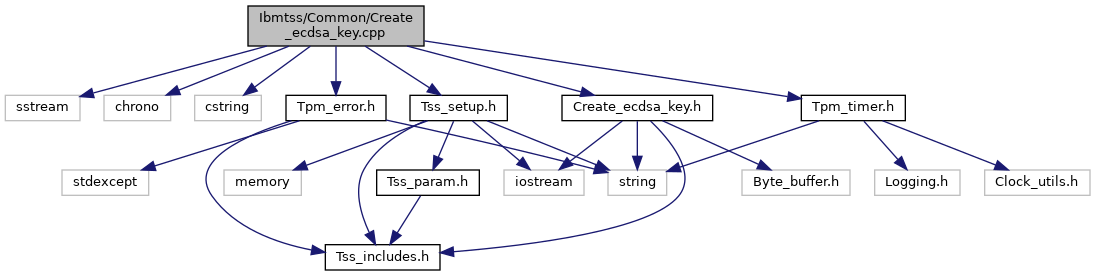 Ibmtss/Common/Create
_ecdsa_key.cpp
sstream
chrono
cstring
Tpm_error.h
Tss_setup.h
Create_ecdsa_key.h
Tpm_timer.h
stdexcept
memory
Tss_param.h
iostream
string
Byte_buffer.h
Logging.h
Clock_utils.h
Tss_includes.h